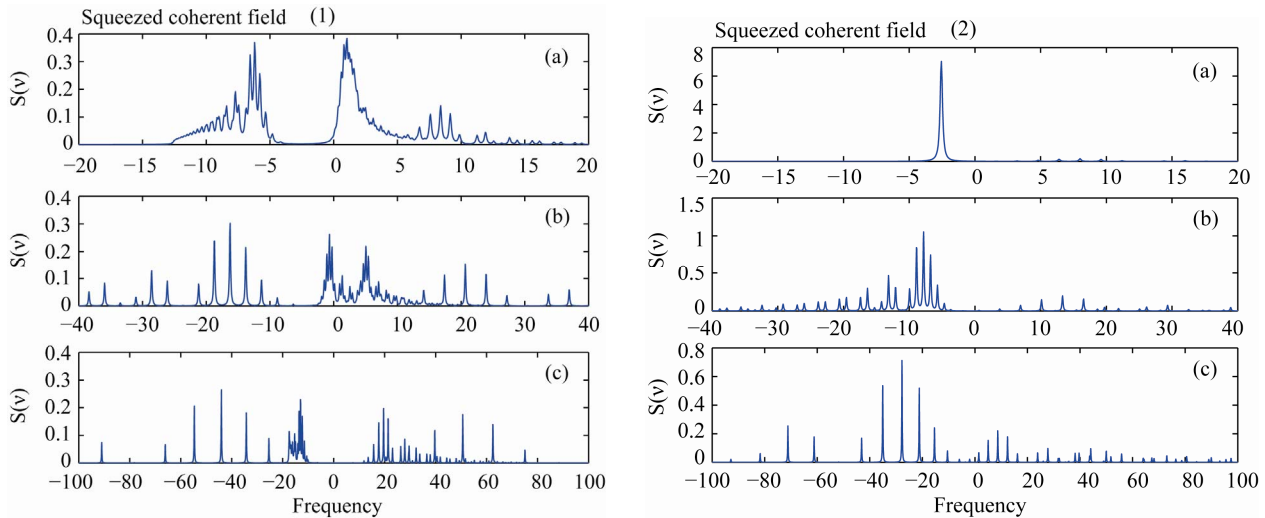 Squeezed coherent field (1)
0.4
0.3
0.2
0.1
0
S(ν)
(a)
−20 −15 −10 −5 0 5 10 15 20
0.4
0.3
0.2
0.1
0
S(ν)
(b)
−40 −30 −20 −10 0 10 20 30 40
0.4
0.3
0.2
0.1
0
S(ν)
(c)
−100 −80 −60 −40 −20 0 20 40 60 80 100
Frequency
Squeezed coherent field (2)
8
6
4
2
0
S(ν)
(a)
−20 −15 −10 −5 0 5 10 15 20
1.5
1
0.5
0
S(ν)
(b)
−40 −30 −20 −10 0 10 20 30 40
0.8
0.6
0.4
0.2
0
S(ν)
(c)
−100 −80 −60 −40 −20 0 20 40 60 80 100
Frequency